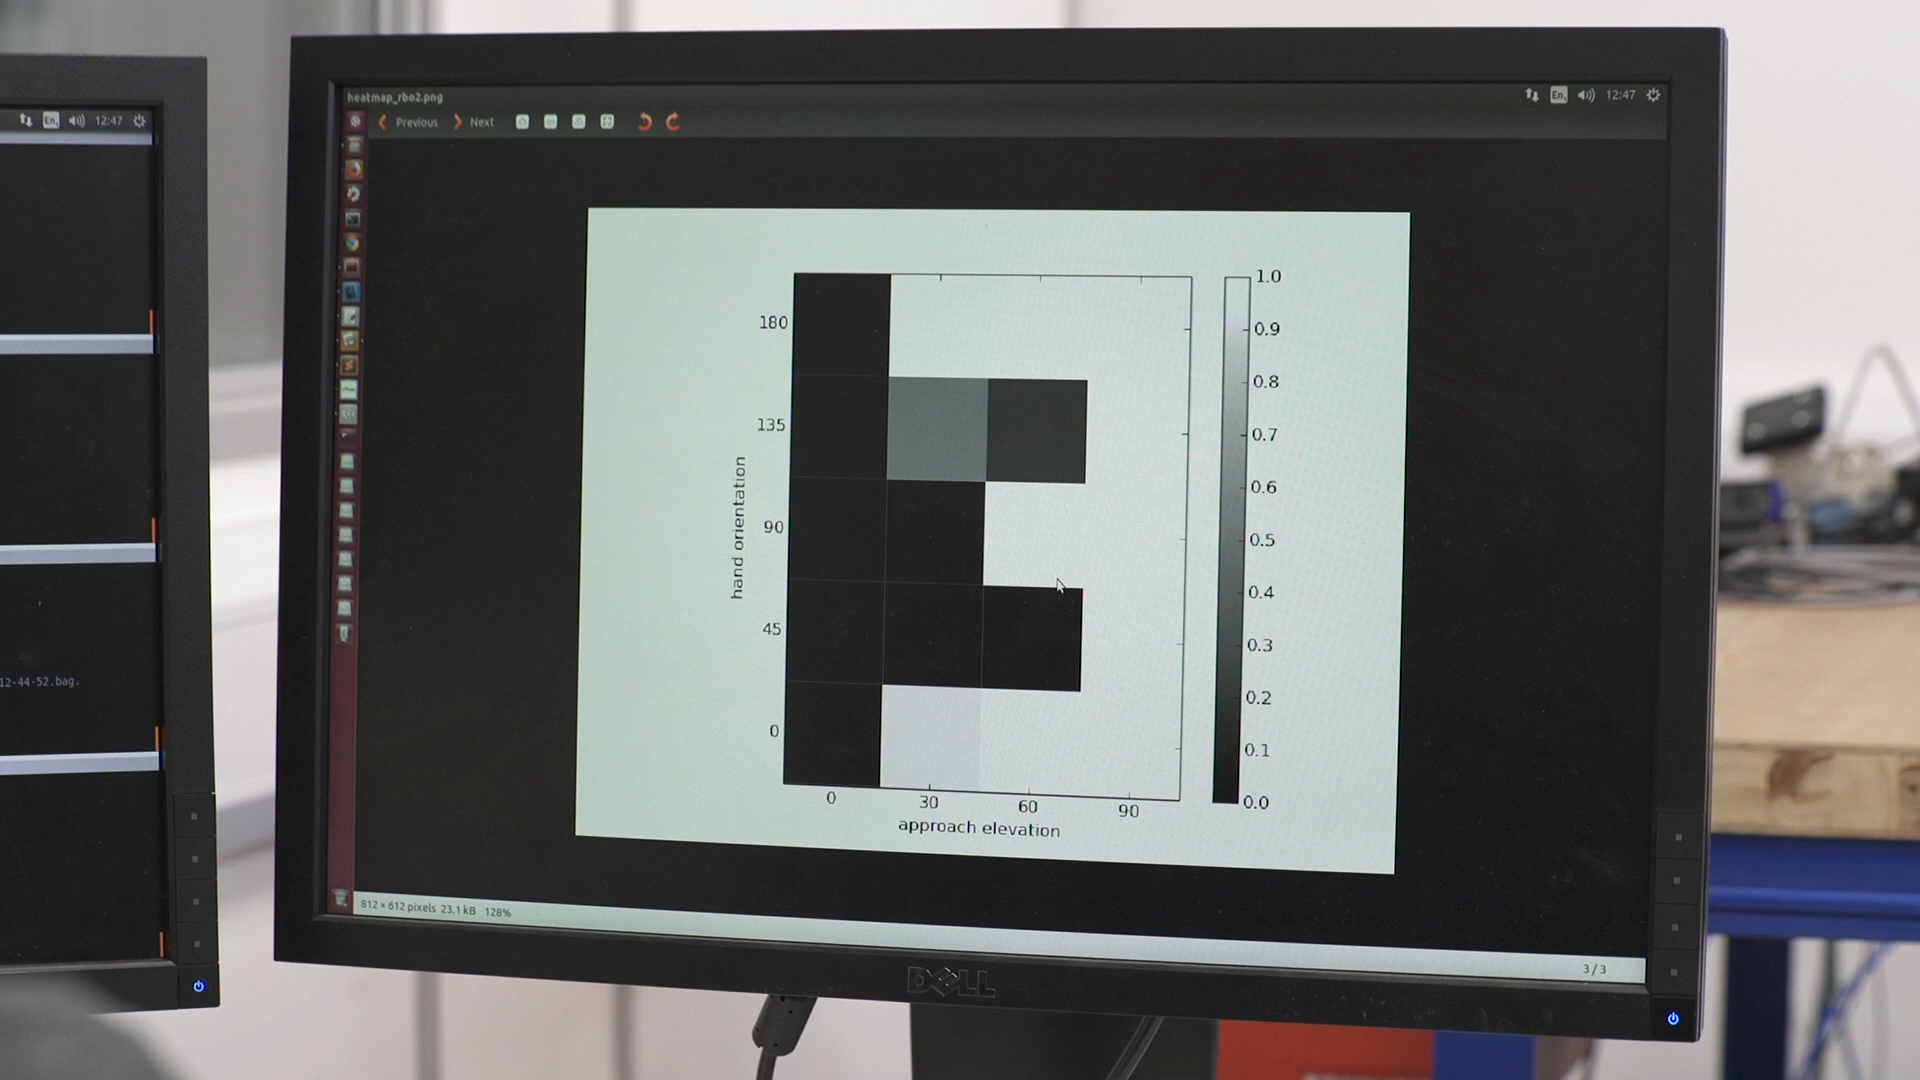 En
12:47
12-44-52.bag.
heatmap_rbo2.png
En
12:47
Previous
Next
180
135
90
45
0
hand orientation
0
30
60
90
approach elevation
1.0
0.9
0.8
0.7
0.6
0.5
0.4
0.3
0.2
0.1
0.0
812 × 612 pixels 23.1 kB 128%
3 / 3
DELL